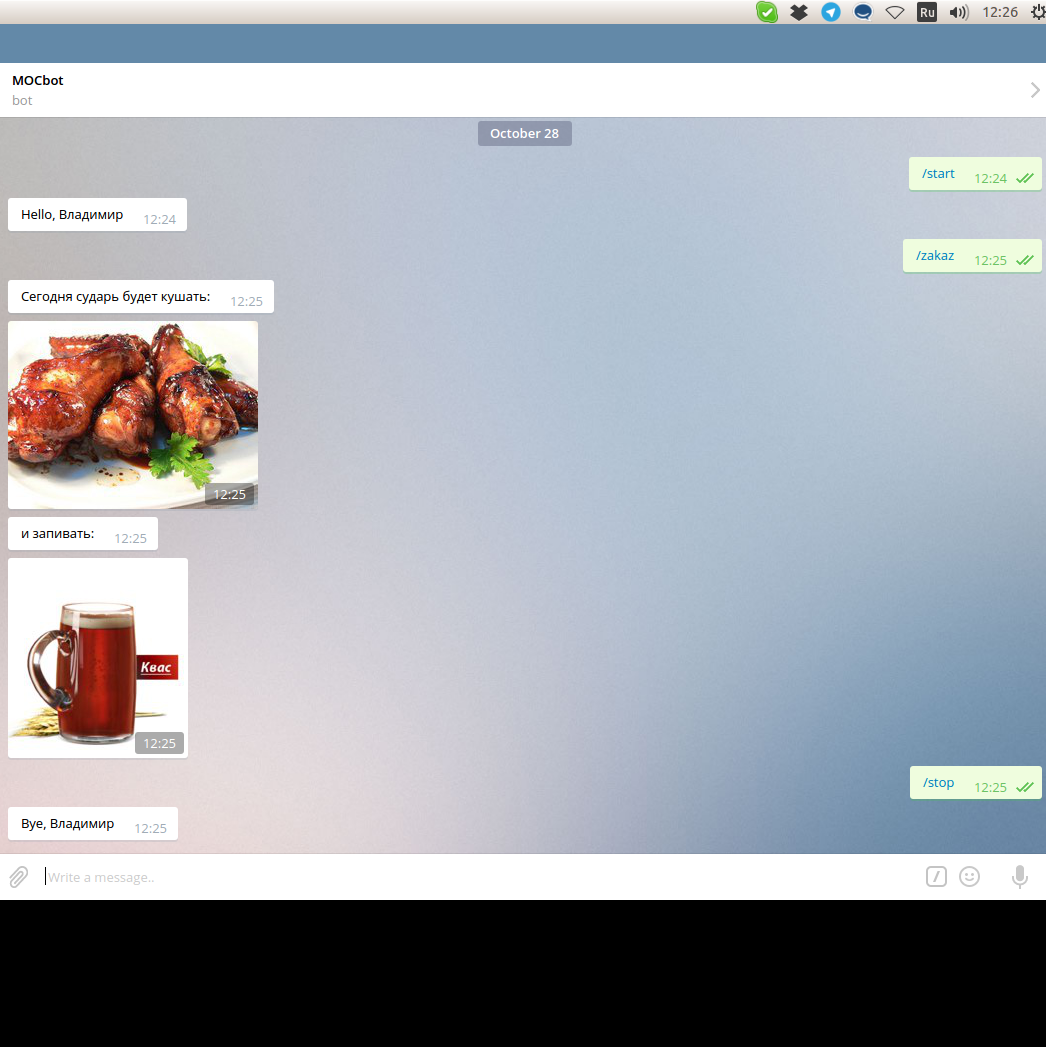 Ru 12:26
MOCbot
bot
October 28
/start 12:24
Hello, Владимир 12:24
/zakaz 12:25
Сегодня сударь будет кушать: 12:25
12:25
и запивать: 12:25
Квас
12:25
/stop 12:25
Bye, Владимир 12:25
Write a message..